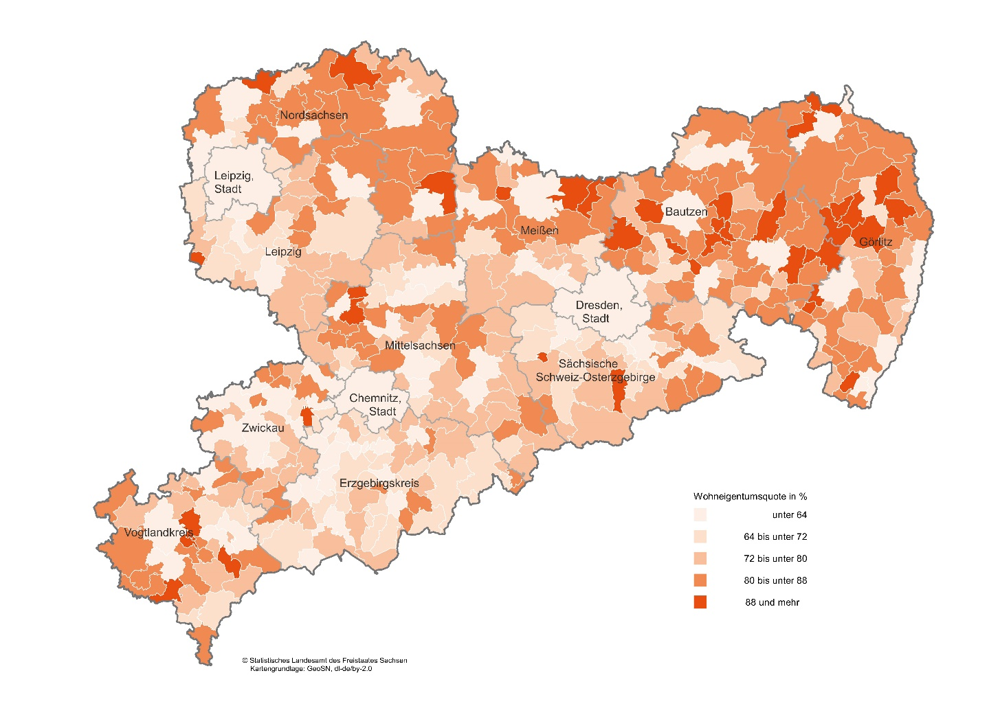 Nordsachsen
Leipzig,
Stadt
Bautzen
Meißen
Görlitz
Leipzig
Dresden,
Stadt
Mittelsachsen
Sächsische
Schweiz-Osterzgebirge
Chemnitz,
Stadt
Zwickau
Erzgebirgskreis
Vogtlandkreis
Wohneigentumsquote in %
unter 64
64 bis unter 72
72 bis unter 80
80 bis unter 88
88 und mehr
© Statistisches Landesamt des Freistaates Sachsen
Kartengrundlage: GeoSN, dl-de/by-2.0